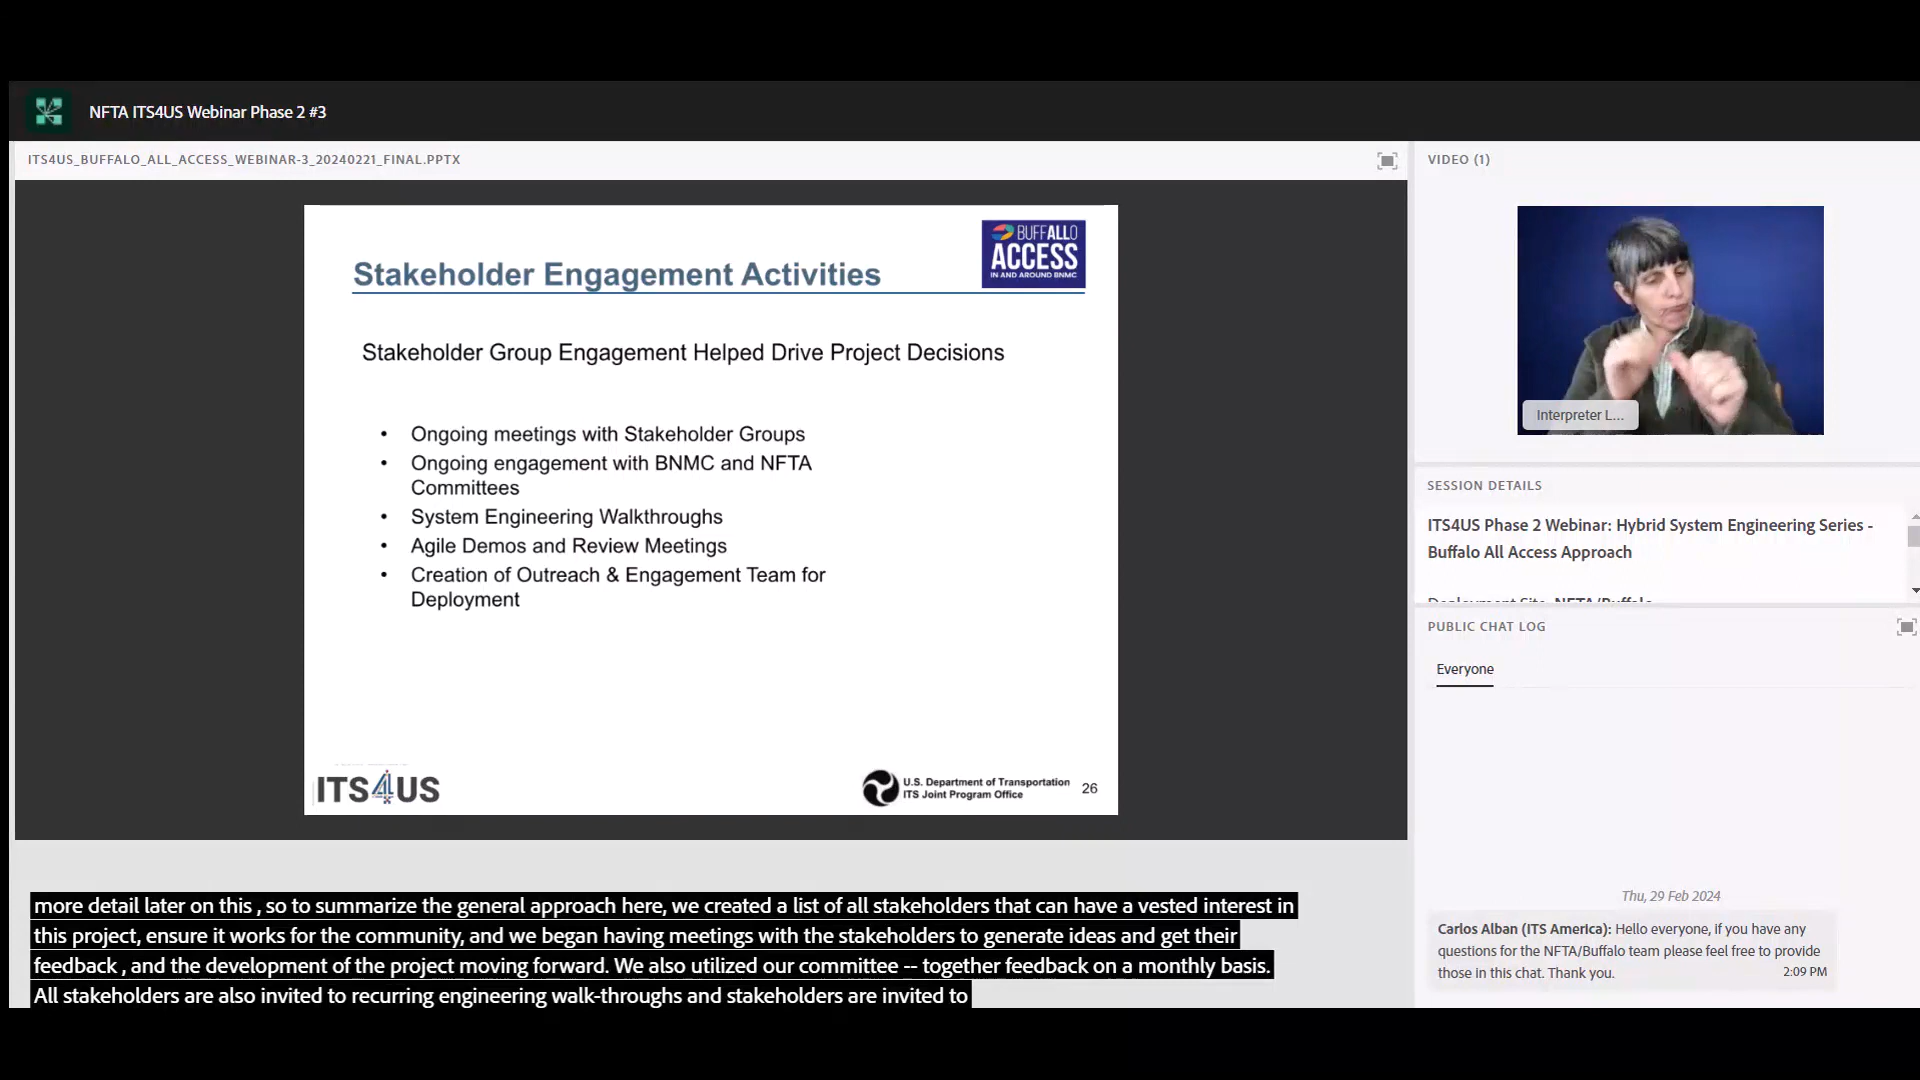 NFTA ITS4US Webinar Phase 2 #3
ITS4US_BUFFALO_ALL_ACCESS_WEBINAR-3_20240221_FINAL.PPTX
BUFFALLO
ACCESS
IN AND AROUND BNMC
Stakeholder Engagement Activities
Stakeholder Group Engagement Helped Drive Project Decisions
• Ongoing meetings with Stakeholder Groups
• Ongoing engagement with BNMC and NFTA
Committees
• System Engineering Walkthroughs
• Agile Demos and Review Meetings
• Creation of Outreach & Engagement Team for
Deployment
ITS4US
U.S. Department of Transportation
ITS Joint Program Office
26
more detail later on this , so to summarize the general approach here, we created a list of all stakeholders that can have a vested interest in
this project, ensure it works for the community, and we began having meetings with the stakeholders to generate ideas and get their
feedback , and the development of the project moving forward. We also utilized our committee -- together feedback on a monthly basis.
All stakeholders are also invited to recurring engineering walk-throughs and stakeholders are invited to
VIDEO (1)
Interpreter L...
SESSION DETAILS
ITS4US Phase 2 Webinar: Hybrid System Engineering Series -
Buffalo All Access Approach
Deployment Site: NFTA/Buffalo
PUBLIC CHAT LOG
Everyone
Thu, 29 Feb 2024
Carlos Alban (ITS America): Hello everyone, if you have any
questions for the NFTA/Buffalo team please feel free to provide
those in this chat. Thank you.
2:09 PM